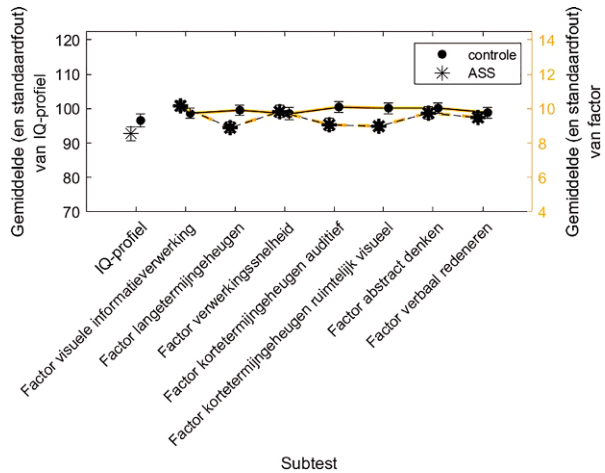 Gemiddelde (en standaardfout)
van IQ-profiel
120
110
100
90
80
70
controle
ASS
14
12
10
8
6
4
Gemiddelde (en standaardfout)
van factor
IQ-profiel
Factor visuele informatieverwerking
Factor langetermijngeheugen
Factor verwerkingssnelheid
Factor kortetermijngeheugen auditief
Factor kortetermijngeheugen ruimtelijk visueel
Factor abstract denken
Factor verbaal redeneren
Subtest